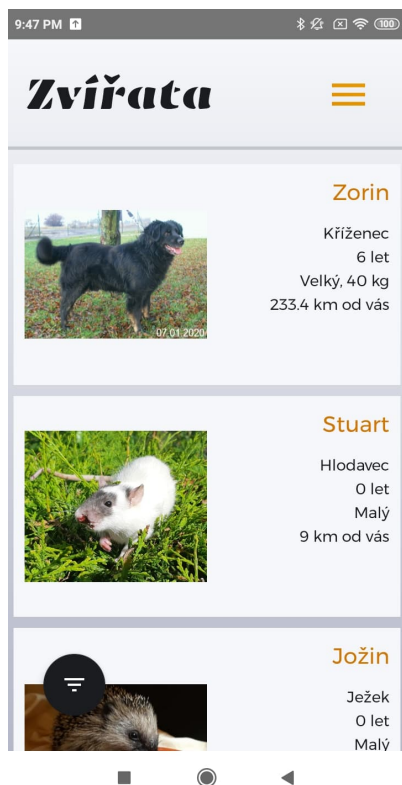 9:47 PM
100
Zvířata
Zorin
Kříženec
6 let
Velký, 40 kg
233.4 km od vás
07.01.2020
Stuart
Hlodavec
0 let
Malý
9 km od vás
Jožin
Ježek
0 let
Malý